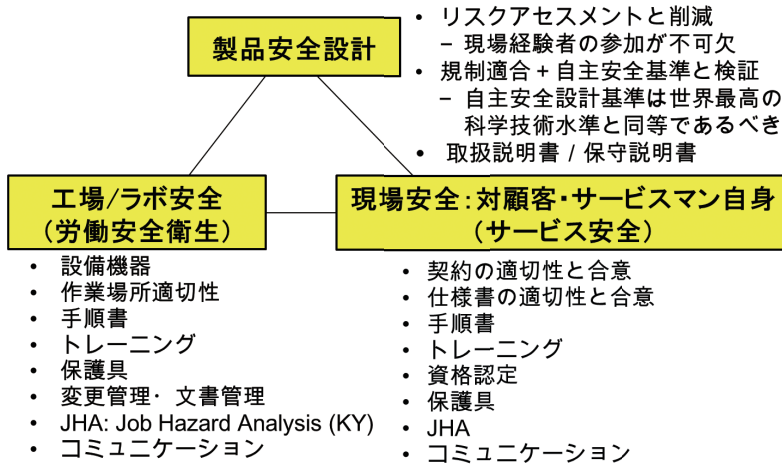 製品安全設計
• リスクアセスメントと削減
– 現場経験者の参加が不可欠
• 規制適合 + 自主安全基準と検証
– 自主安全設計基準は世界最高の
科学技術水準と同等であるべき
• 取扱説明書 / 保守説明書
工場/ラボ安全
（労働安全衛生）
• 設備機器
• 作業場所適切性
• 手順書
• トレーニング
• 保護具
• 変更管理・ 文書管理
• JHA: Job Hazard Analysis (KY)
• コミュニケーション
現場安全：対顧客・サービスマン自身
（サービス安全）
• 契約の適切性と合意
• 仕様書の適切性と合意
• 手順書
• トレーニング
• 資格認定
• 保護具
• JHA
• コミュニケーション